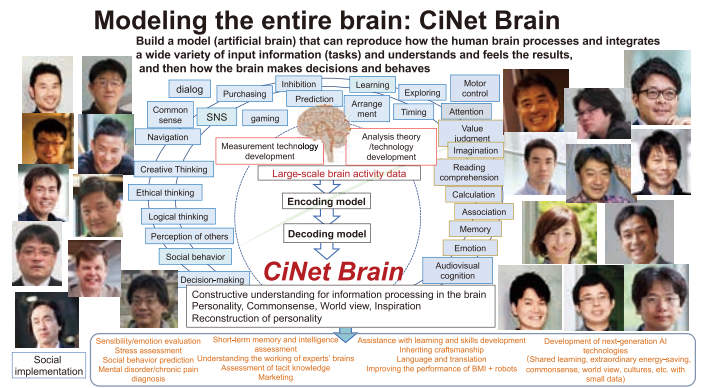 Modeling the entire brain: CiNet Brain
Build a model (artificial brain) that can reproduce how the human brain processes and integrates
a wide variety of input information (tasks) and understands and feels the results,
and then how the brain makes decisions and behaves
dialog
Purchasing
Inhibition
Learning
Exploring
Motor
control
Common
sense
SNS
gaming
Prediction
Arrange
ment
Timing
Attention
Navigation
Value
judgment
Measurement technology
development
Analysis theory
/technology
development
Imagination
Creative Thinking
Large-scale brain activity data
Reading
comprehension
Ethical thinking
Encoding model
Calculation
Logical thinking
Association
Perception of others
Decoding model
Memory
Social behavior
Emotion
Decision-making
CiNet Brain
Audiovisual
cognition
Constructive understanding for information processing in the brain
Personality, Commonsense, World view, Inspiration
Reconstruction of personality
Social
implementation
Sensibility/emotion evaluation
Stress assessment
Social behavior prediction
Mental disorder/chronic pain
diagnosis
Short-term memory and intelligence
assessment
Understanding the working of experts' brains
Assessment of tacit knowledge
Marketing
Assistance with learning and skills development
Inheriting craftsmanship
Language and translation
Improving the performance of BMI + robots
Development of next-generation AI
technologies
(Shared learning, extraordinary energy-saving,
commonsense, world view, cultures, etc. with
small data)